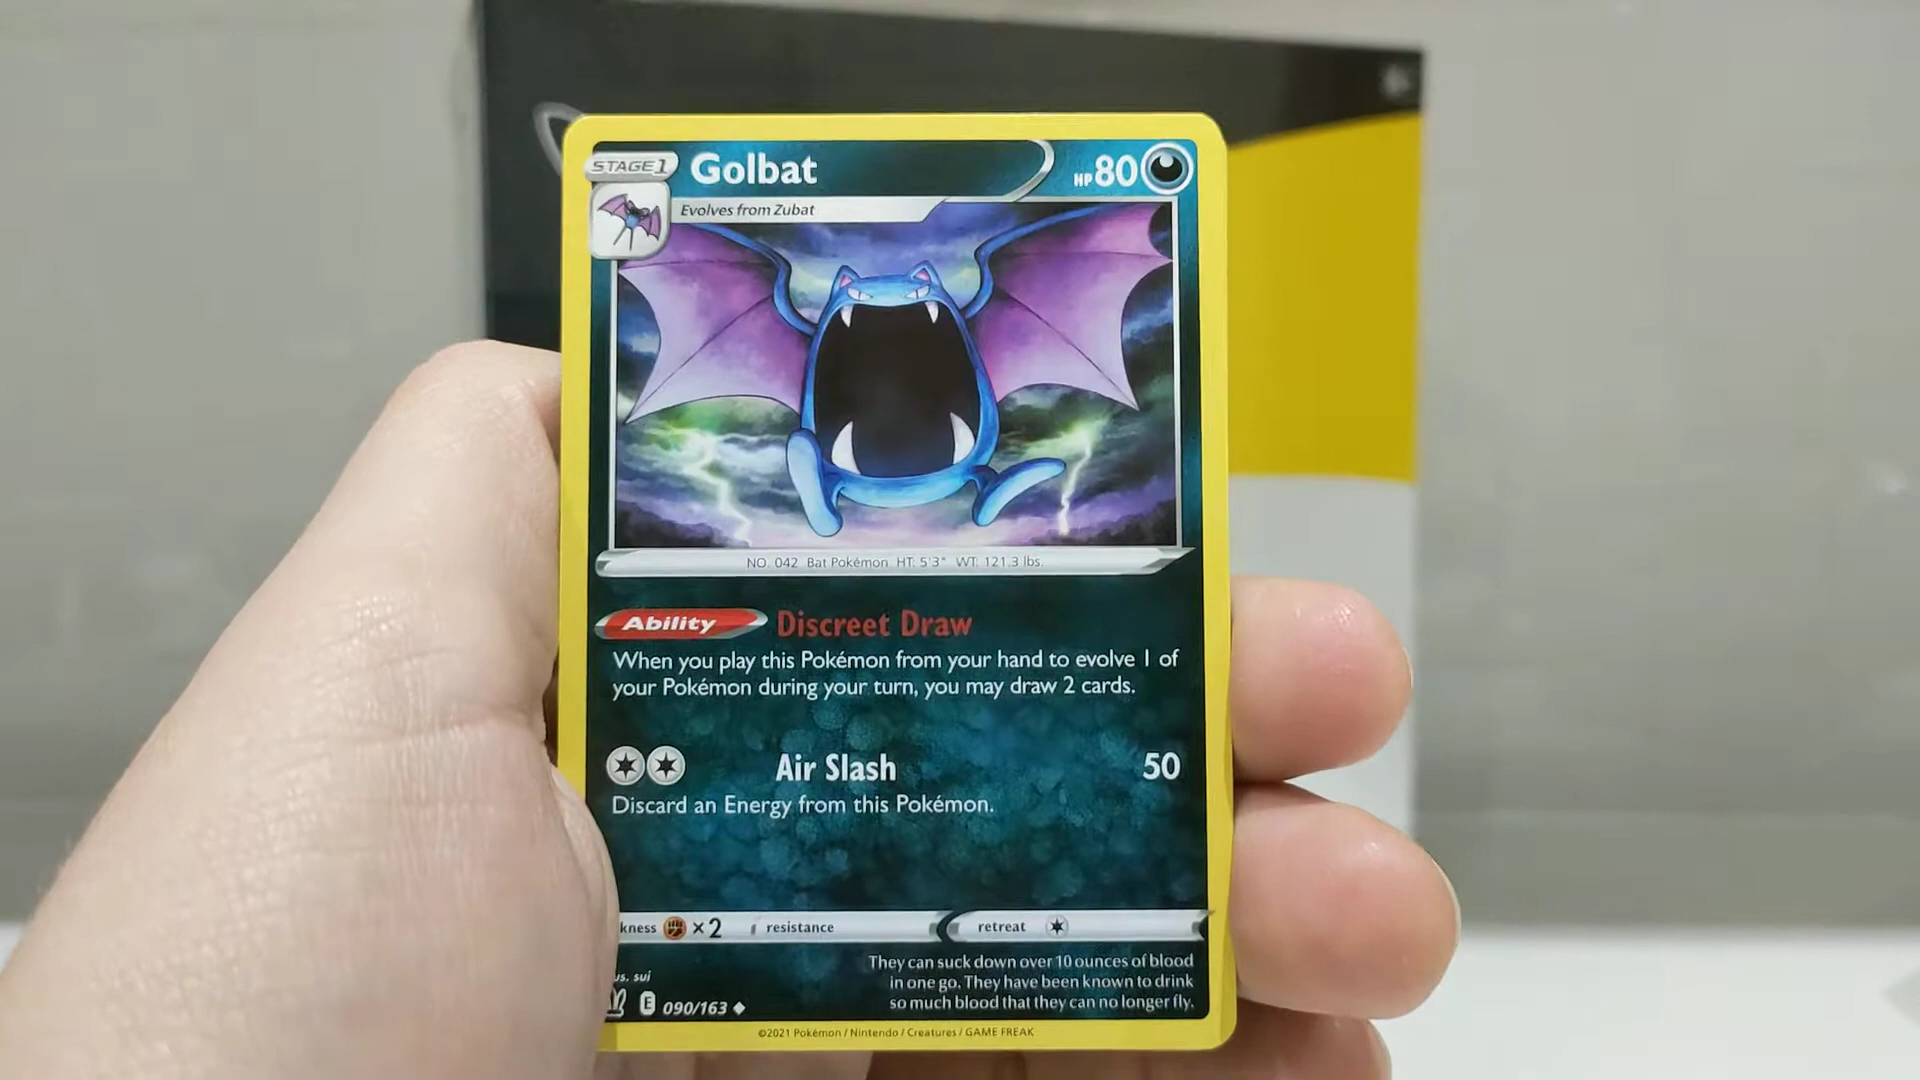 STAGE 1
Golbat
HP 80
Evolves from Zubat
NO. 042 Bat Pokémon HT: 5'3" WT: 121.3 lbs.
Ability Discreet Draw
When you play this Pokémon from your hand to evolve 1 of
your Pokémon during your turn, you may draw 2 cards.
Air Slash 50
Discard an Energy from this Pokémon.
kness ×2 resistance retreat
They can suck down over 10 ounces of blood
in one go. They have been known to drink
so much blood that they can no longer fly.
us. sui
E 090/163
©2021 Pokémon / Nintendo / Creatures / GAME FREAK